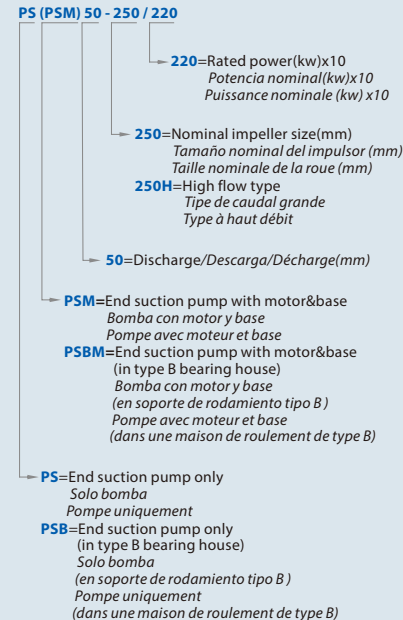 PS (PSM) 50 - 250 / 220
220=Rated power(kw)x10
Potencia nominal(kw)x10
Puissance nominale (kw) x10
250=Nominal impeller size(mm)
Tamaño nominal del impulsor (mm)
Taille nominale de la roue (mm)
250H=High flow type
Tipe de caudal grande
Type à haut débit
50=Discharge/Descarga/Décharge(mm)
PSM=End suction pump with motor&base
Bomba con motor y base
Pompe avec moteur et base
PSBM=End suction pump with motor&base
(in type B bearing house)
Bomba con motor y base
(en soporte de rodamiento tipo B )
Pompe avec moteur et base
(dans une maison de roulement de type B)
PS=End suction pump only
Solo bomba
Pompe uniquement
PSB=End suction pump only
(in type B bearing house)
Solo bomba
(en soporte de rodamiento tipo B )
Pompe uniquement
(dans une maison de roulement de type B)